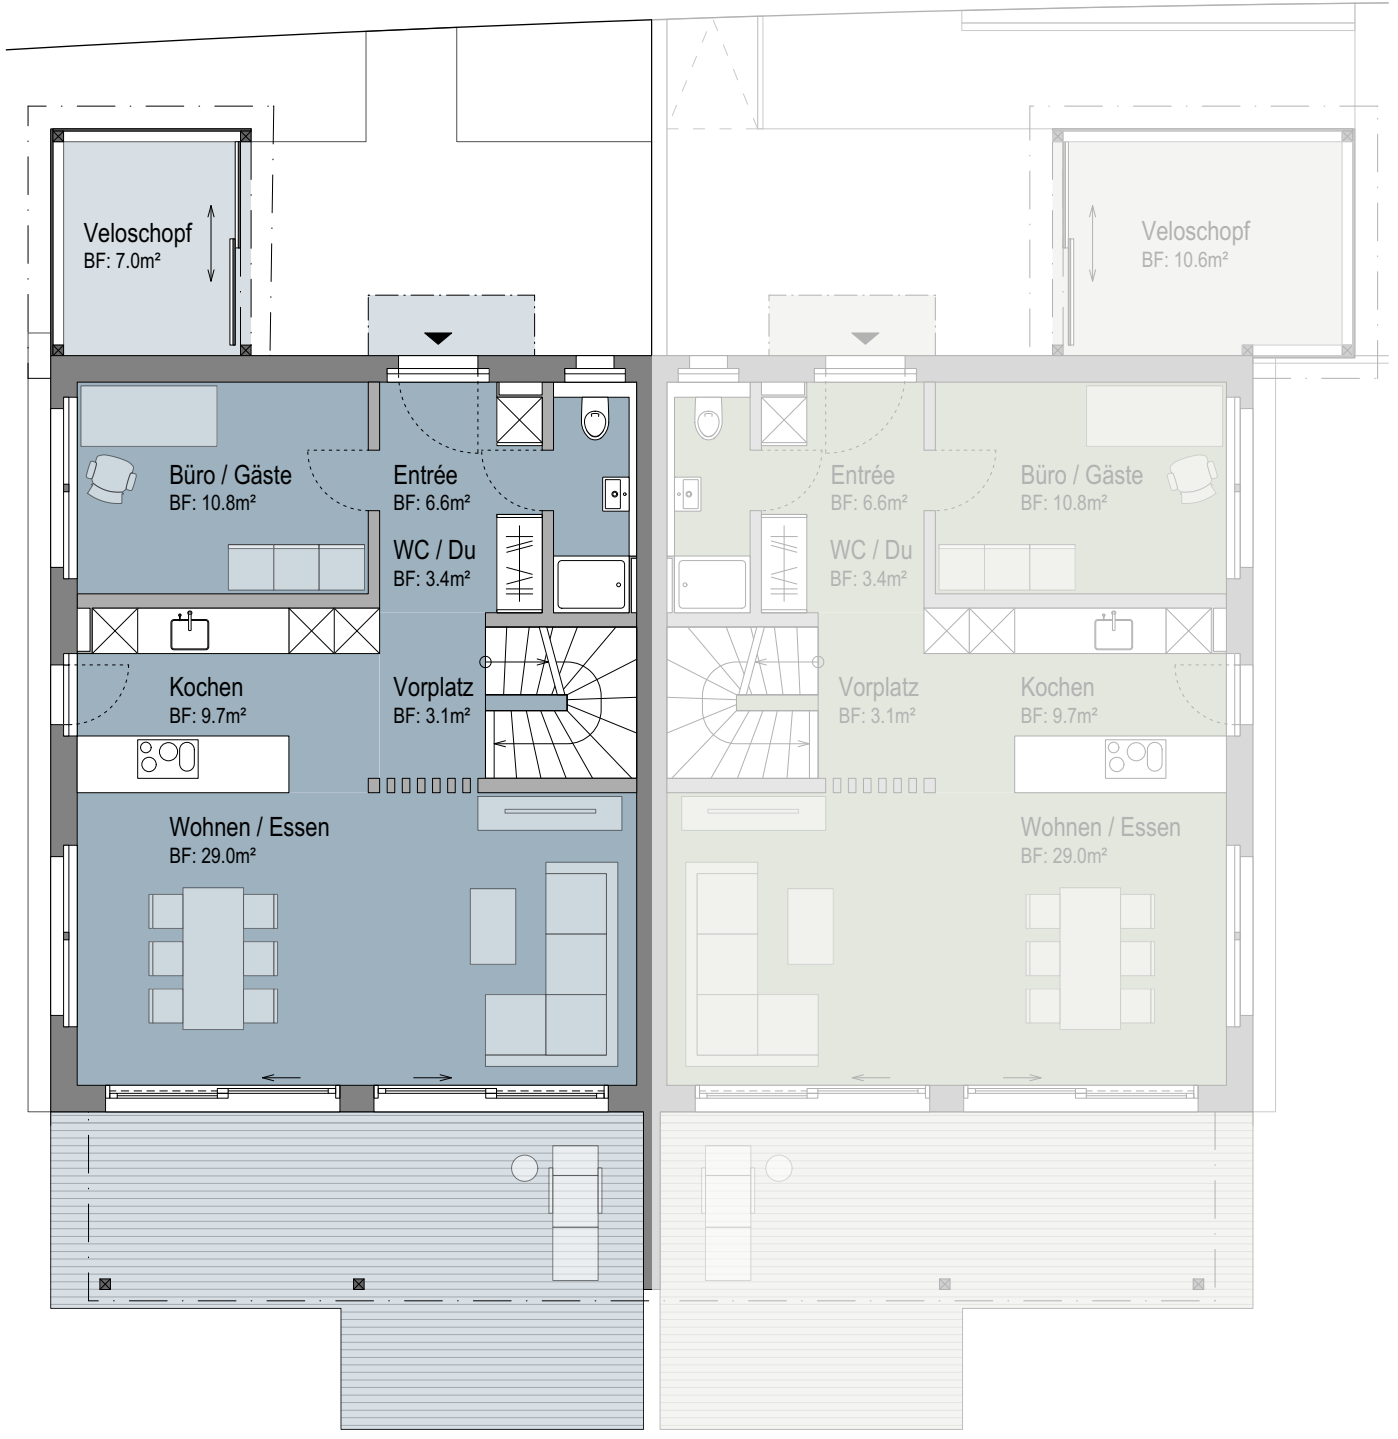 Veloschopf
BF: 7.0m²
Veloschopf
BF: 10.6m²
Büro / Gäste
BF: 10.8m²
Entrée
BF: 6.6m²
WC / Du
BF: 3.4m²
Entrée
BF: 6.6m²
WC / Du
BF: 3.4m²
Büro / Gäste
BF: 10.8m²
Kochen
BF: 9.7m²
Vorplatz
BF: 3.1m²
Vorplatz
BF: 3.1m²
Kochen
BF: 9.7m²
Wohnen / Essen
BF: 29.0m²
Wohnen / Essen
BF: 29.0m²